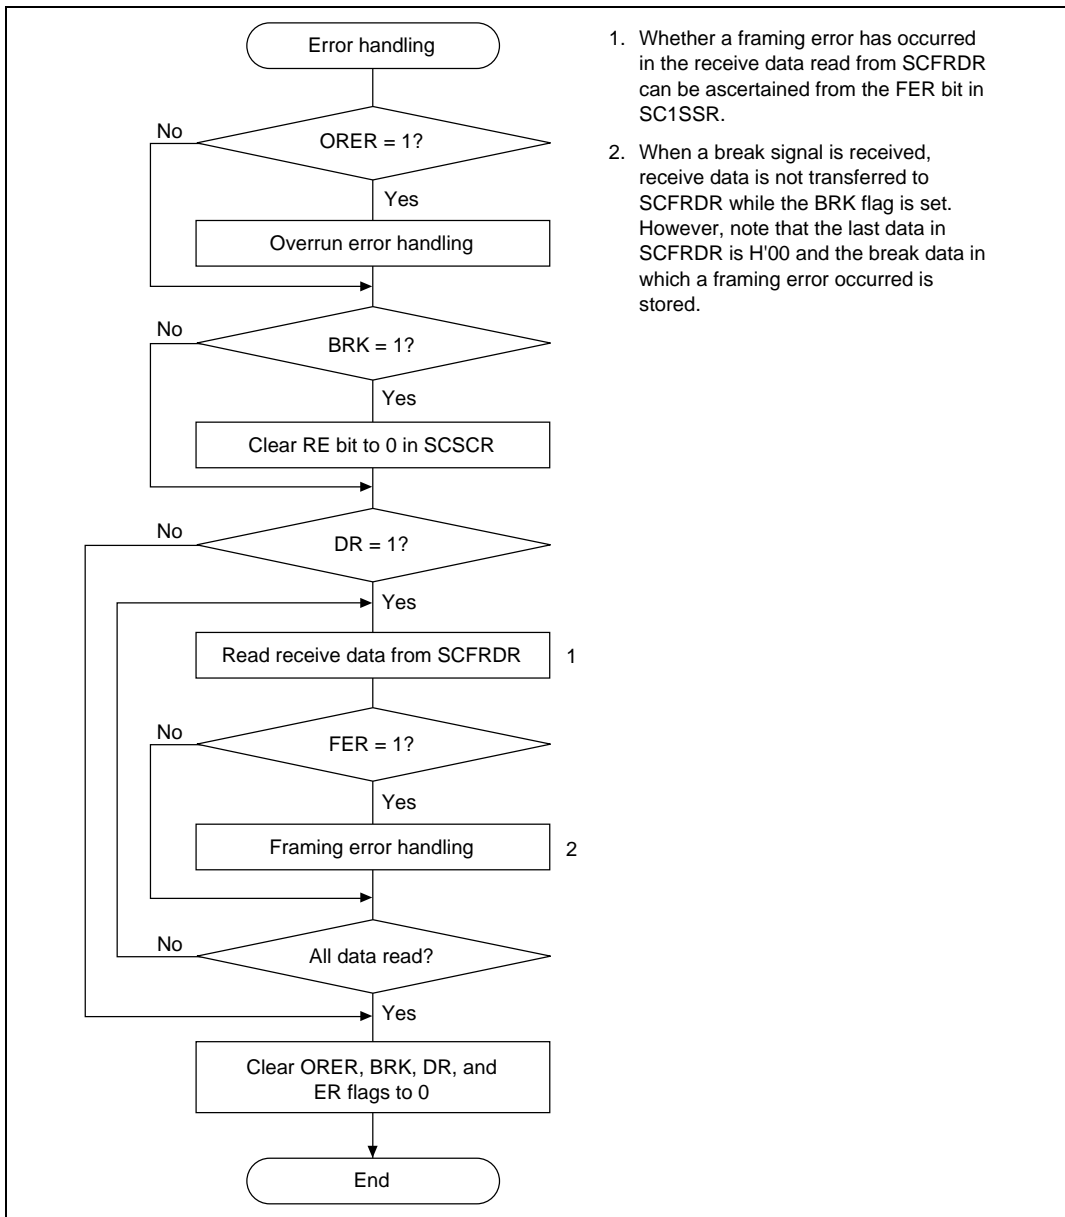 Error handling
No
ORER = 1?
Yes
Overrun error handling
No
BRK = 1?
Yes
Clear RE bit to 0 in SCSCR
No
DR = 1?
Yes
Read receive data from SCFRDR 1
No
FER = 1?
Yes
Framing error handling 2
No
All data read?
Yes
Clear ORER, BRK, DR, and
ER flags to 0
End
1. Whether a framing error has occurred
in the receive data read from SCFRDR
can be ascertained from the FER bit in
SC1SSR.
2. When a break signal is received,
receive data is not transferred to
SCFRDR while the BRK flag is set.
However, note that the last data in
SCFRDR is H'00 and the break data in
which a framing error occurred is
stored.